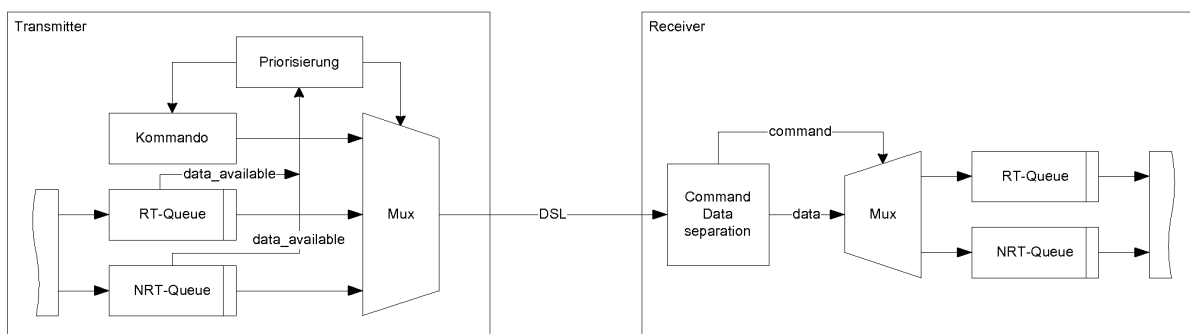 Transmitter
Priorisierung
Kommando
data_available
RT-Queue
data_available
NRT-Queue
Mux
DSL
Receiver
command
Command
Data
separation
data
Mux
RT-Queue
NRT-Queue